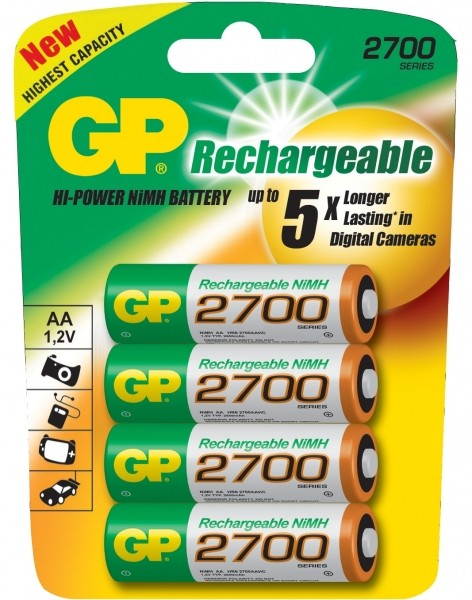 New
HIGHEST CAPACITY
2700
SERIES
GP®
Rechargeable
HI-POWER NiMH BATTERY
up to 5x Longer
Lasting* in
Digital Cameras
AA
1,2V
GP
Rechargeable NiMH
2700
SERIES
GP
Rechargeable NiMH
2700
SERIES
GP
Rechargeable NiMH
2700
SERIES
GP
Rechargeable NiMH
2700
SERIES